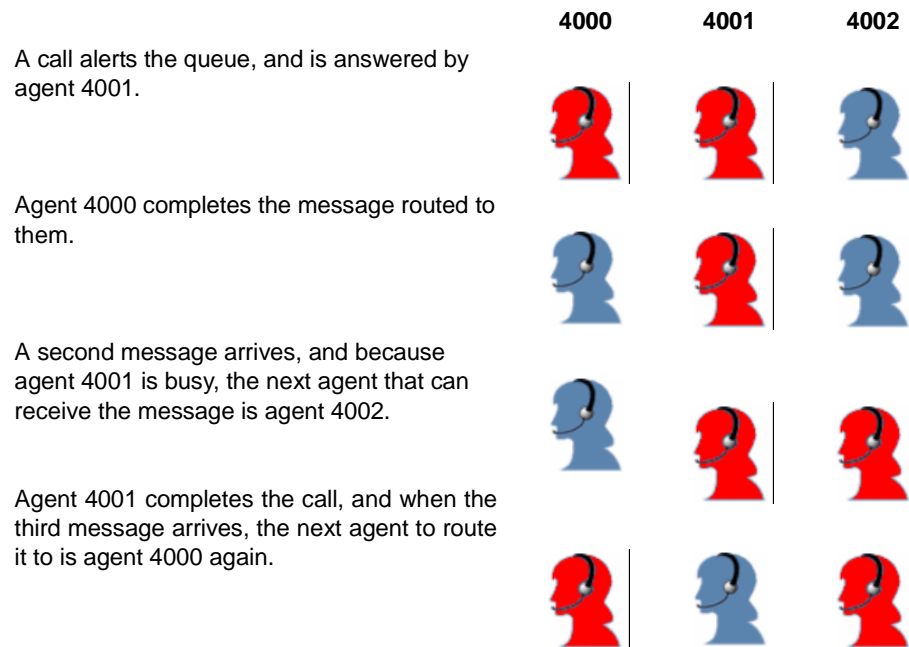 4000 4001 4002
A call alerts the queue, and is answered by
agent 4001.
Agent 4000 completes the message routed to
them.
A second message arrives, and because
agent 4001 is busy, the next agent that can
receive the message is agent 4002.
Agent 4001 completes the call, and when the
third message arrives, the next agent to route
it to is agent 4000 again.